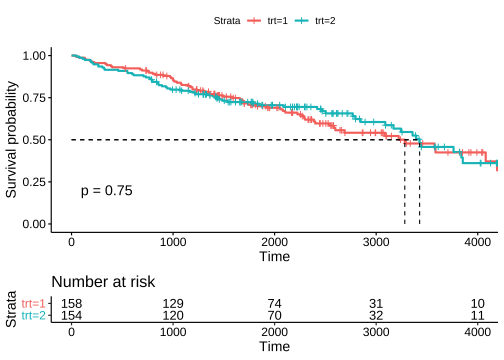 Strata trt=1 trt=2
Survival probability
1.00
0.75
0.50
0.25
0.00
p = 0.75
0 1000 2000 3000 4000
Time
Number at risk
Strata
trt=1 158 129 74 31 10
trt=2 154 120 70 32 11
0 1000 2000 3000 4000
Time